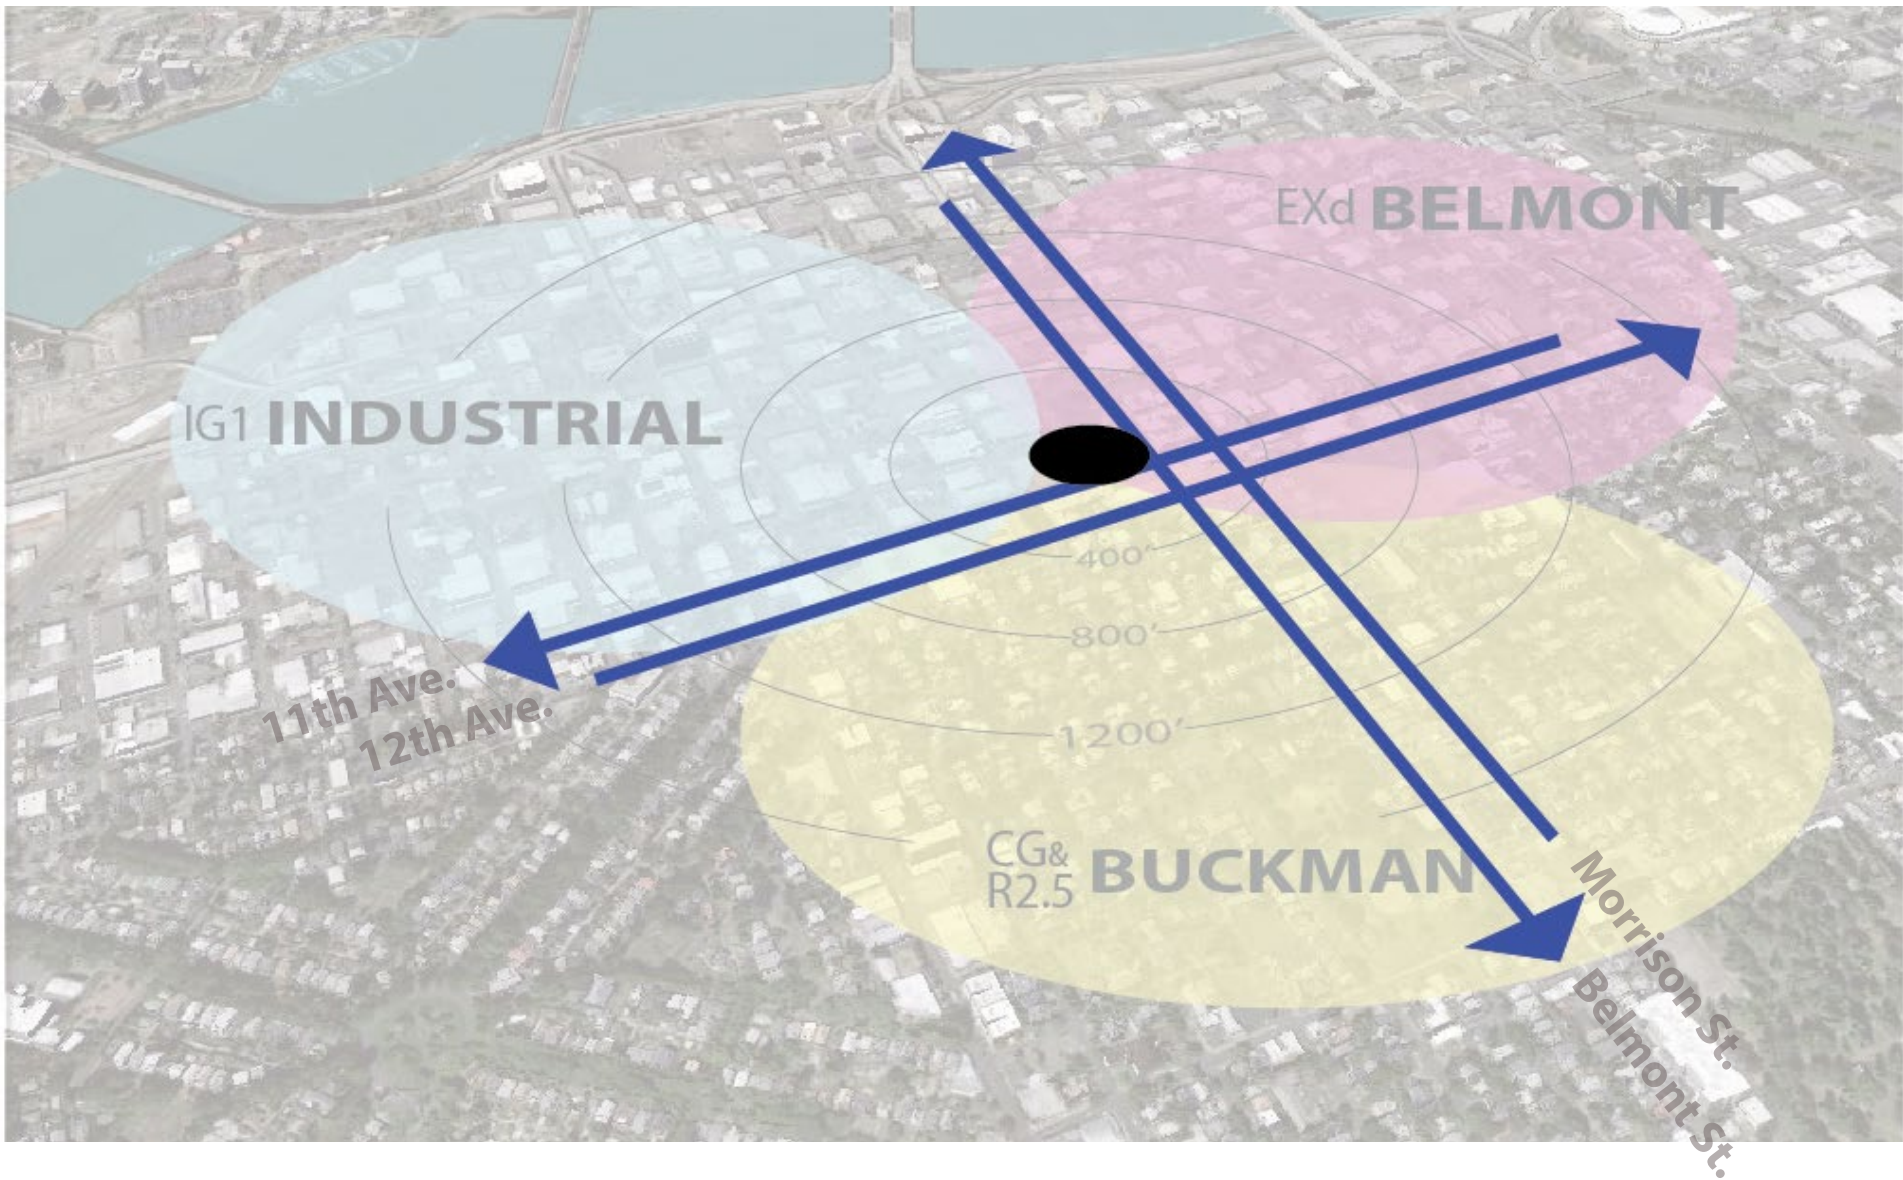 EXd BELMONT
IG1 INDUSTRIAL
400’
800’
11th Ave.
12th Ave.
1200’
CG&
R2.5
BUCKMAN
Morrison St.
Belmont St.